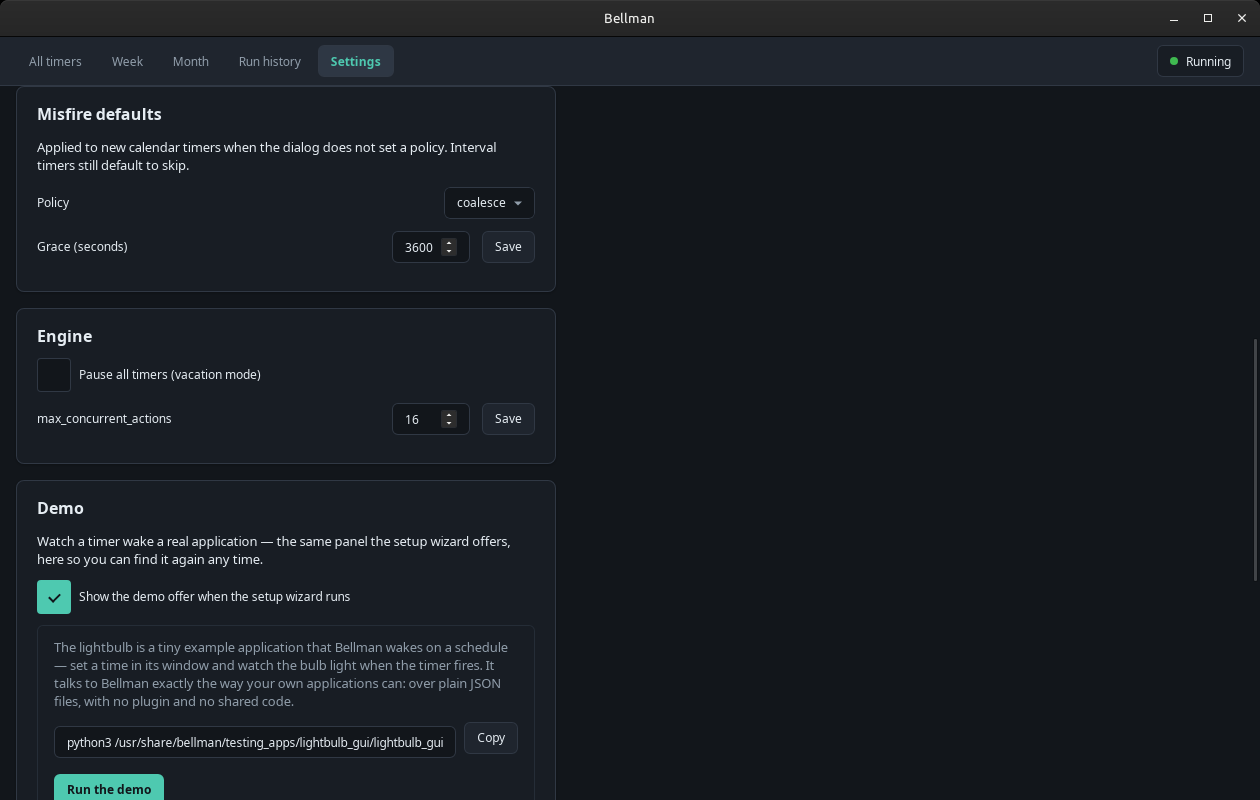 Bellman
All timers
Week
Month
Run history
Settings
Running
Misfire defaults
Applied to new calendar timers when the dialog does not set a policy. Interval
timers still default to skip.
Policy
coalesce
Grace (seconds)
3600
Save
Engine
Pause all timers (vacation mode)
max_concurrent_actions
16
Save
Demo
Watch a timer wake a real application — the same panel the setup wizard offers,
here so you can find it again any time.
Show the demo offer when the setup wizard runs
The lightbulb is a tiny example application that Bellman wakes on a schedule
— set a time in its window and watch the bulb light when the timer fires. It
talks to Bellman exactly the way your own applications can: over plain JSON
files, with no plugin and no shared code.
python3 /usr/share/bellman/testing_apps/lightbulb_gui/lightbulb_gui
Copy
Run the demo